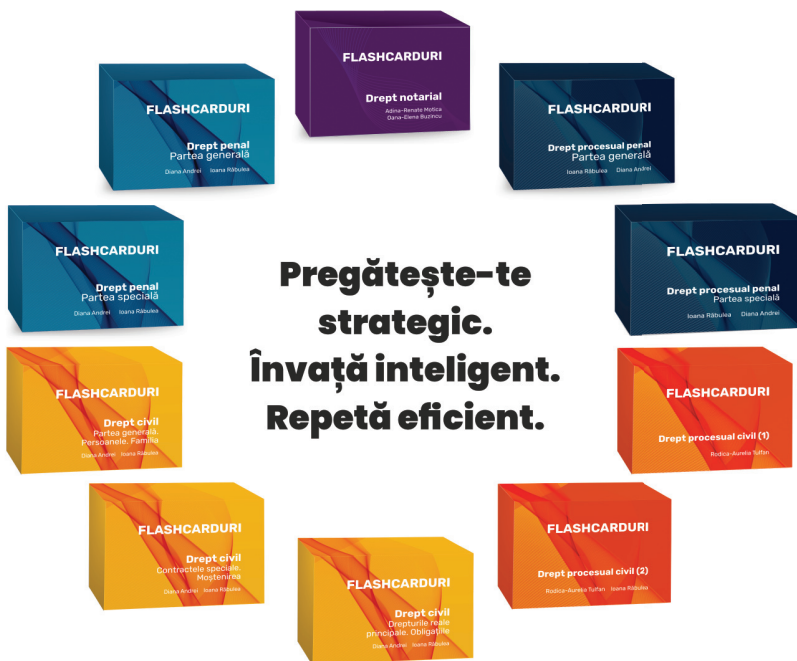 FLASHCARDURI
Drept notarial
Adina-Renate Motica
Oana-Elena Buzincu
FLASHCARDURI
Drept penal
Partea generală
Diana Andrei Ioana Răbulea
FLASHCARDURI
Drept procesual penal
Partea generală
Ioana Răbulea Diana Andrei
FLASHCARDURI
Drept penal
Partea specială
Diana Andrei Ioana Răbulea
FLASHCARDURI
Drept procesual penal
Partea specială
Ioana Răbulea Diana Andrei
Pregătește-te
strategic.
Învață inteligent.
Repetă eficient.
FLASHCARDURI
Drept civil
Partea generală.
Persoanele. Familia
Diana Andrei Ioana Răbulea
FLASHCARDURI
Drept procesual civil (1)
Rodica-Aurelia Tulfan
FLASHCARDURI
Drept civil
Contractele speciale.
Moștenirea
Diana Andrei Ioana Răbulea
FLASHCARDURI
Drept procesual civil (2)
Rodica-Aurelia Tulfan Ioana Răbulea
FLASHCARDURI
Drept civil
Drepturile reale
principale. Obligațiile
Diana Andrei Ioana Răbulea